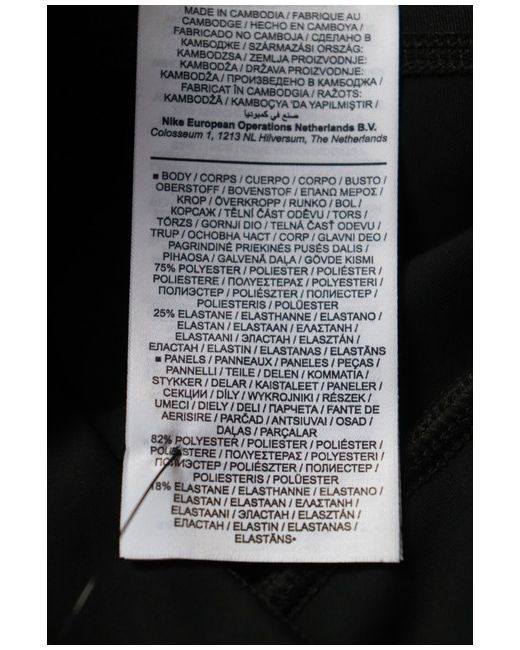 MADE IN CAMBODIA / FABRIQUE AU
CAMBODGE / HECHO EN CAMBOYA /
FABRICADO NO CAMBOJA / СДЕЛАНО В
КАМБОДЖЕ / SZÁRMAZÁSI ORSZÁG:
KAMBODZSA / ZEMLJA PROIZVODNJE:
KAMBODŽA / DRŽAVA PROIZVODNJE:
KAMBODŽA / ПРОИЗВЕДЕНО В КАМБОДЖА /
FABRICAT ÎN CAMBODGIA / RAŽOTS:
KAMBODŽĀ / KAMBOÇYA 'DA YAPILMIŞTIR /
صنع في كمبوديا
Nike European Operations Netherlands B.V.
Colosseum 1, 1213 NL Hilversum, The Netherlands
■ BODY / CORPS / CUERPO / CORPO / BUSTO /
OBERSTOFF / BOVENSTOF / ΕΠΑΝΩ ΜΕΡΟΣ /
KROP / ÖVERKROPP / RUNKO / BOL /
КОРСАЖ / TĚLNÍ ČÁST ODĚVU / TORS /
TÖRZS / GORNJI DIO / TELNÁ ČASŤ ODEVU /
TRUP / ОСНОВНА ЧАСТ / CORP / GLAVNI DEO /
PAGRINDINĖ PRIEKINĖS PUSĖS DALIS /
PIHAOSA / GALVENĀ DAĻA / GÖVDE KISMI
75% POLYESTER / POLIESTER / POLIÉSTER /
POLIESTERE / ΠΟΛΥΕΣΤΕΡΑΣ / POLYESTERI /
ПОЛИЭСТЕР / POLIÉSZTER / ПОЛИЕСТЕР /
POLIESTERIS / POLÜESTER
25% ELASTANE / ELASTHANNE / ELASTANO /
ELASTAN / ELASTAAN / ΕΛΑΣΤΑΝΗ /
ELASTAANI / ЭЛАСТАН / ELASZTÁN /
ЕЛАСТАН / ELASTIN / ELASTANAS / ELASTĀNS
■ PANELS / PANNEAUX / PANELES / PEÇAS /
PANNELLI / TEILE / DELEN / KOMMATIA /
STYKKER / DELAR / KAISTALEET / PANELER /
СЕКЦИИ / DÍLY / WYKROJNIKI / RÉSZEK /
UMECI / DIELY / DELI / ПАРЧЕТА / FANTE DE
AERISIRE / PARČAD / ANTSIUVAI / OSAD /
DAĻAS / PARÇALAR
82% POLYESTER / POLIESTER / POLIÉSTER /
POLIESTERE / ΠΟΛΥΕΣΤΕΡΑΣ / POLYESTERI /
ПОЛИЭСТЕР / POLIÉSZTER / ПОЛИЕСТЕР /
POLIESTERIS / POLÜESTER
18% ELASTANE / ELASTHANNE / ELASTANO /
ELASTAN / ELASTAAN / ΕΛΑΣΤΑΝΗ /
ELASTAANI / ЭЛАСТАН / ELASZTÁN /
ЕЛАСТАН / ELASTIN / ELASTANAS /
ELASTĀNS•